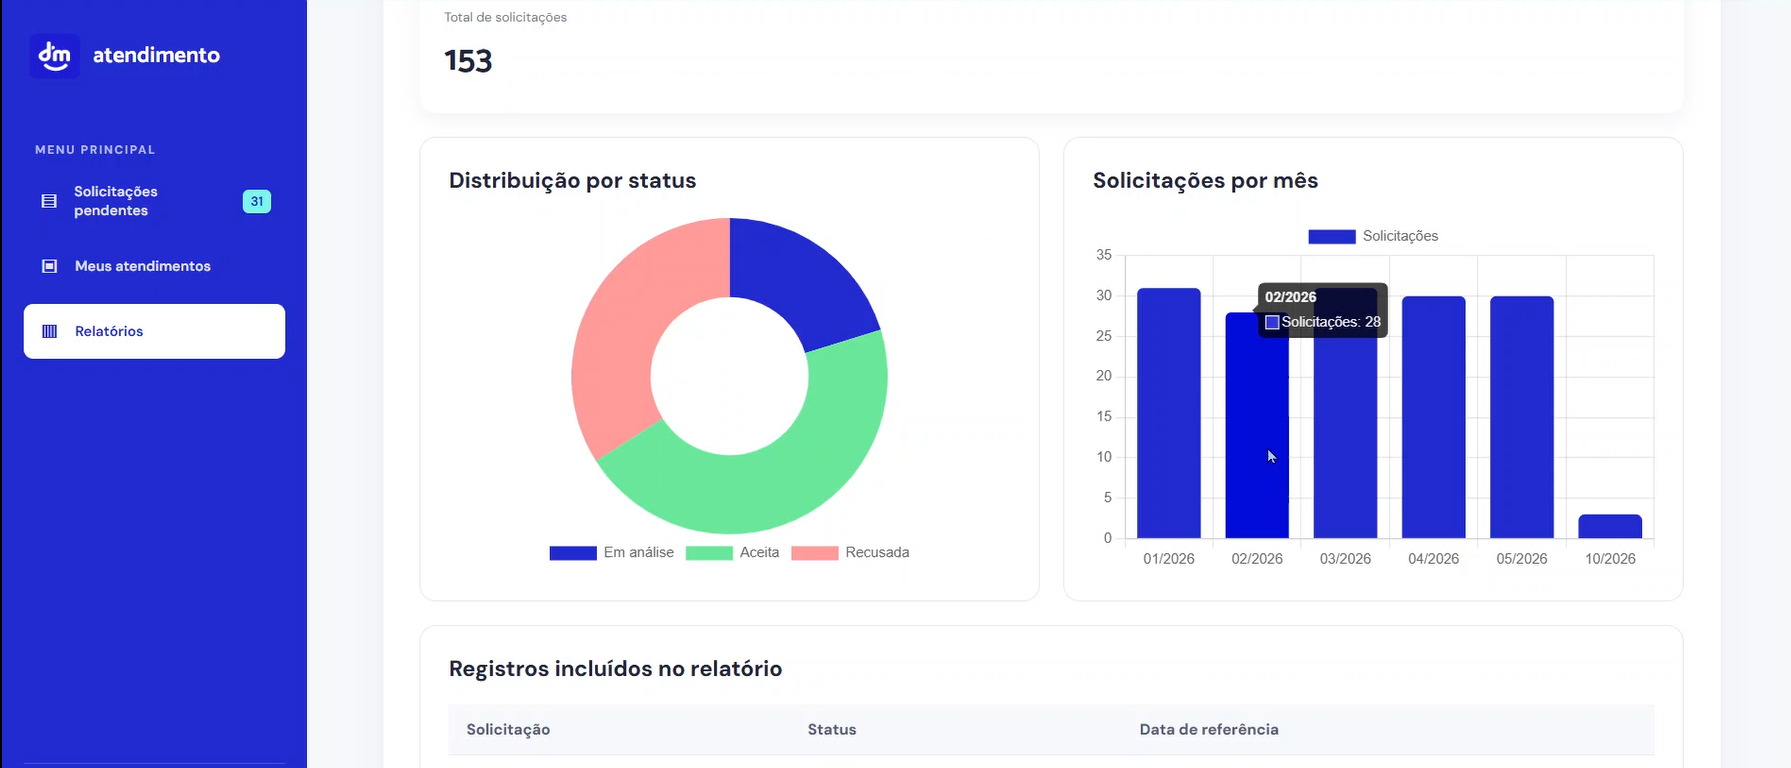 dm atendimento
MENU PRINCIPAL
Solicitações
pendentes
31
Meus atendimentos
Relatórios
Total de solicitações
153
Distribuição por status
Em análise Aceita Recusada
Solicitações por mês
Solicitações
35
30
25
20
15
10
5
0
02/2026
Solicitações: 28
01/2026 02/2026 03/2026 04/2026 05/2026 10/2026
Registros incluídos no relatório
Solicitação Status Data de referência